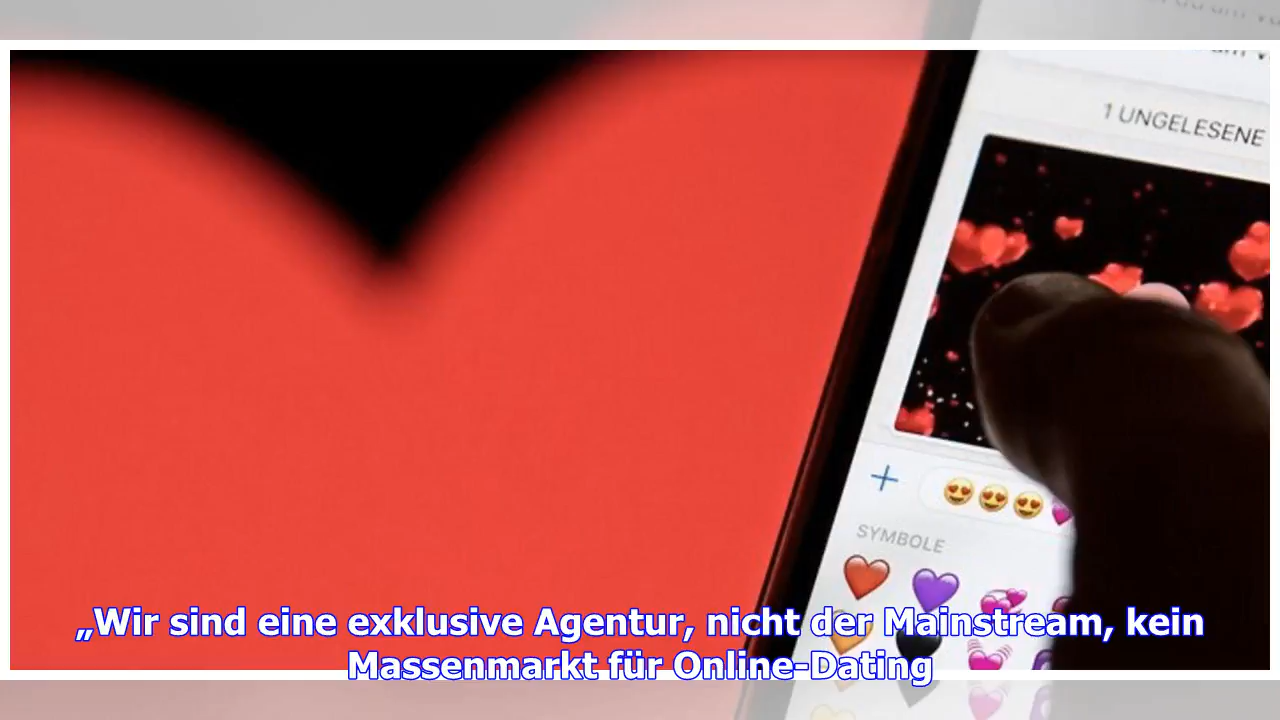 1 UNGELESENE
SYMBOLE
„Wir sind eine exklusive Agentur, nicht der Mainstream, kein
Massenmarkt für Online-Dating